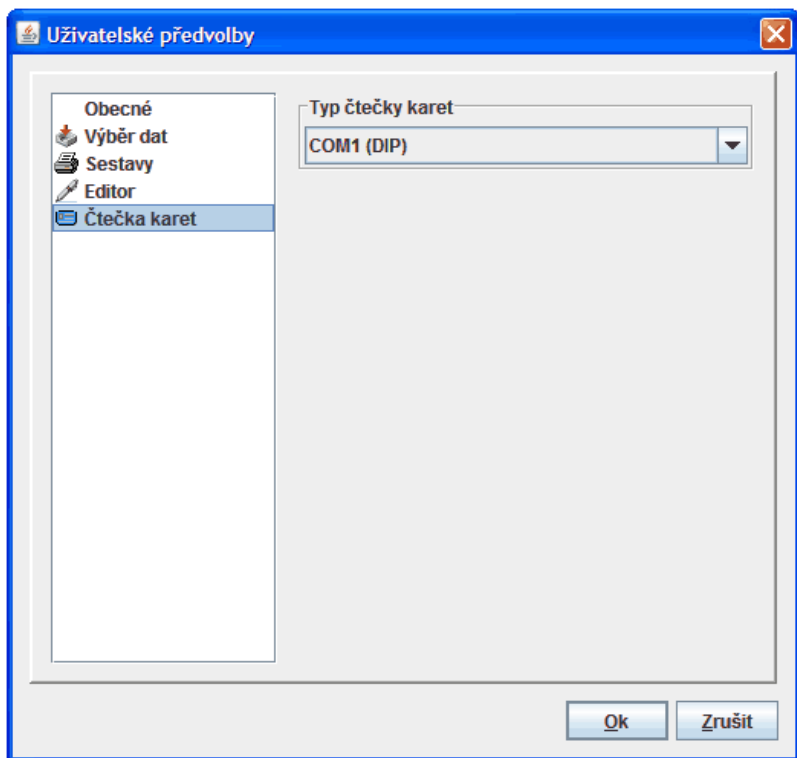 Uživatelské předvolby
Obecné
Výběr dat
Sestavy
Editor
Čtečka karet
Typ čtečky karet
COM1 (DIP)
Ok
Zrušit